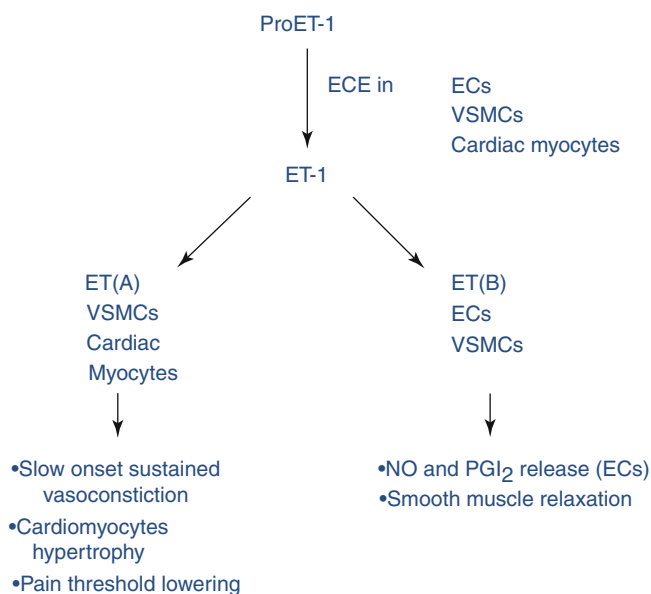 ProET-1
ECE in
ECs
VSMCs
Cardiac myocytes
ET-1
ET(A)
VSMCs
Cardiac
Myocytes
ET(B)
ECs
VSMCs
•Slow onset sustained
vasoconstiction
•Cardiomyocytes
hypertrophy
•Pain threshold lowering
•NO and PGI₂ release (ECs)
•Smooth muscle relaxation